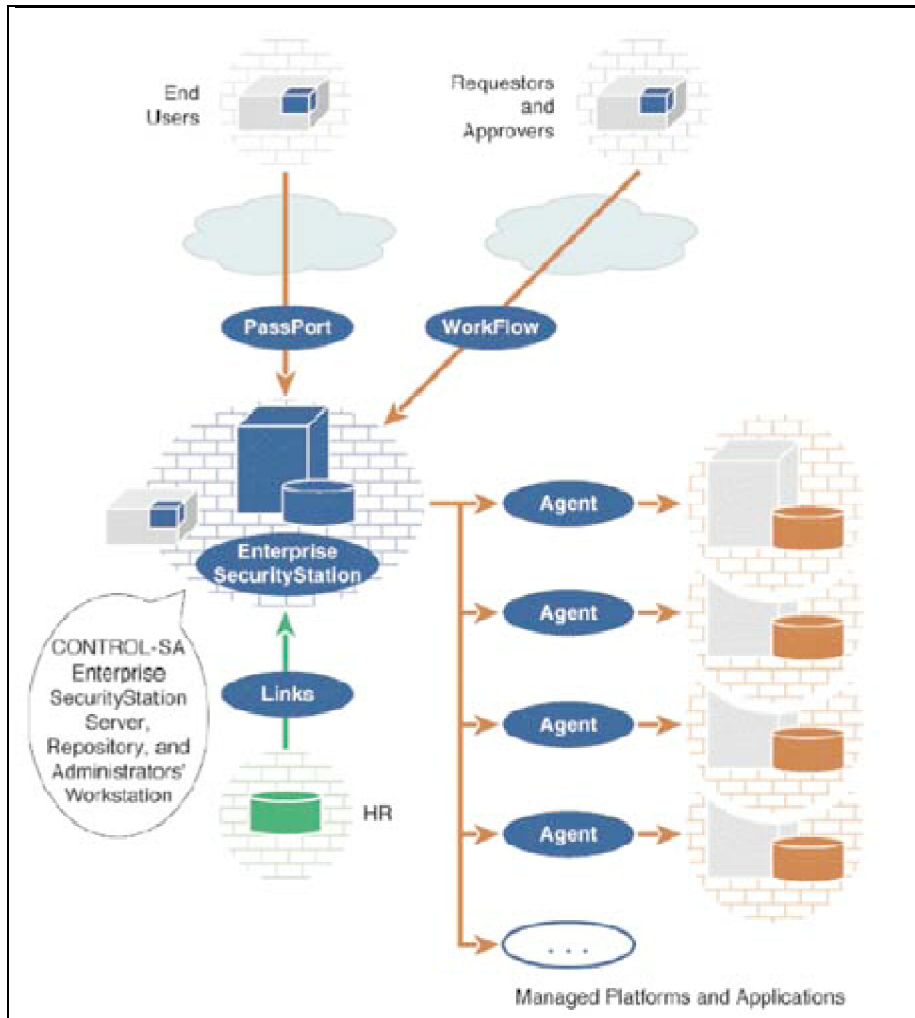 End
Users
Requestors
and
Approvers
PassPort
WorkFlow
Enterprise
SecurityStation
Agent
Agent
Agent
Agent
. . .
CONTROL-SA
Enterprise
SecurityStation
Server,
Repository, and
Administrators'
Workstation
Links
HR
Managed Platforms and Applications